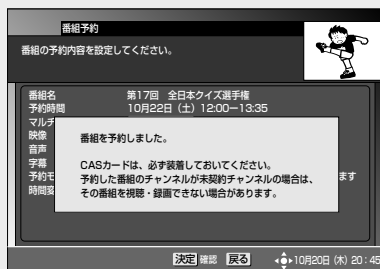 番組予約
番組の予約内容を設定してください。
番組名 第17回 全日本クイズ選手権
予約時間 10月22日（土）12:00ー13:35
マルチ
映像
音声
字幕
予約モ ます
時間変
番組を予約しました。
CASカードは、必ず装着しておいてください。
予約した番組のチャンネルが未契約チャンネルの場合は、
その番組を視聴・録画できない場合があります。
決定 確認 戻る 10月20日（木）20：45